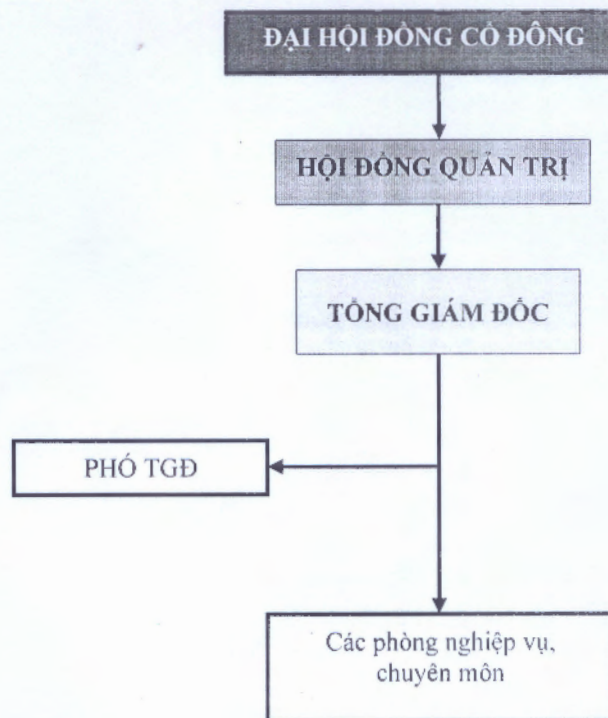 ĐẠI HỘI ĐỒNG CỔ ĐÔNG
HỘI ĐỒNG QUẢN TRỊ
TỔNG GIÁM ĐỐC
PHÓ TGĐ
Các phòng nghiệp vụ,
chuyên môn